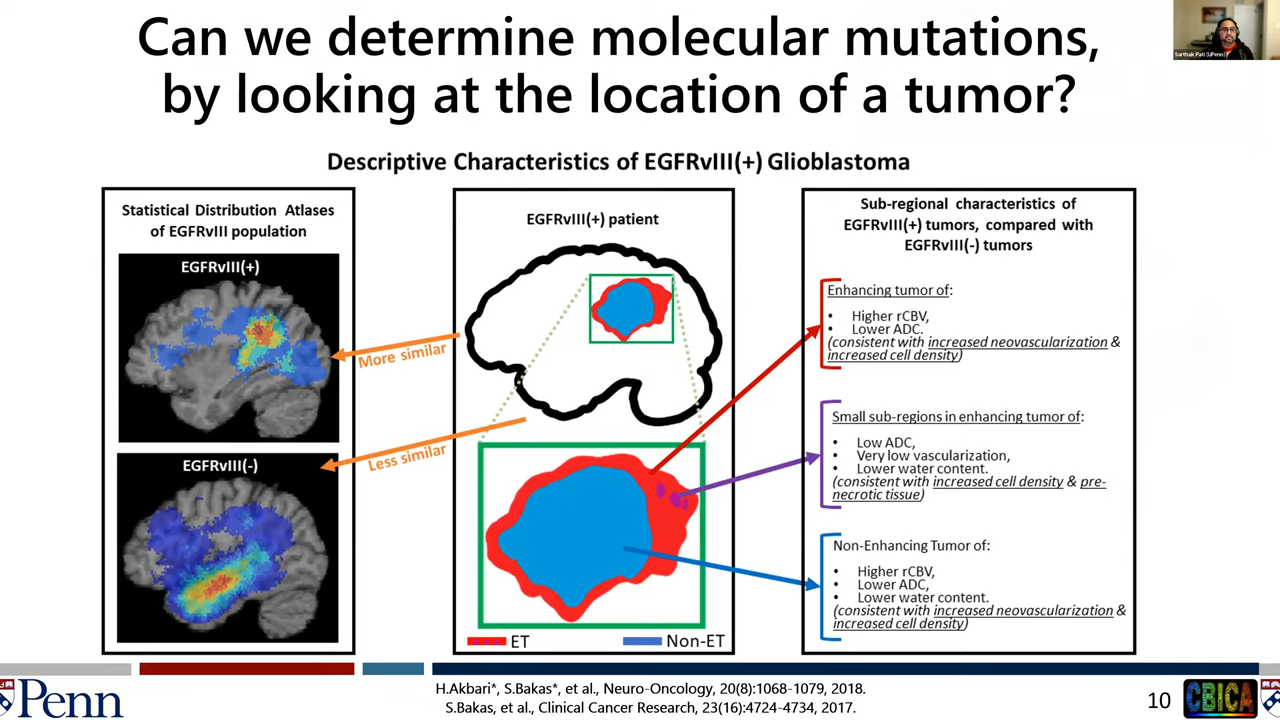 Can we determine molecular mutations,
by looking at the location of a tumor?
Sarthak Pati (UPenn)
Descriptive Characteristics of EGFRvIII(+) Glioblastoma
Statistical Distribution Atlases
of EGFRvIII population
EGFRvIII(+)
EGFRvIII(-)
More similar
Less similar
EGFRvIII(+) patient
ET
Non-ET
Sub-regional characteristics of
EGFRvIII(+) tumors, compared with
EGFRvIII(-) tumors
Enhancing tumor of:
• Higher rCBV,
• Lower ADC.
(consistent with increased neovascularization &
increased cell density)
Small sub-regions in enhancing tumor of:
• Low ADC,
• Very low vascularization,
• Lower water content.
(consistent with increased cell density & pre-
necrotic tissue)
Non-Enhancing Tumor of:
• Higher rCBV,
• Lower ADC,
• Lower water content.
(consistent with increased neovascularization &
increased cell density)
Penn
H.Akbari*, S.Bakas*, et al., Neuro-Oncology, 20(8):1068-1079, 2018.
S.Bakas, et al., Clinical Cancer Research, 23(16):4724-4734, 2017.
10
CBICA